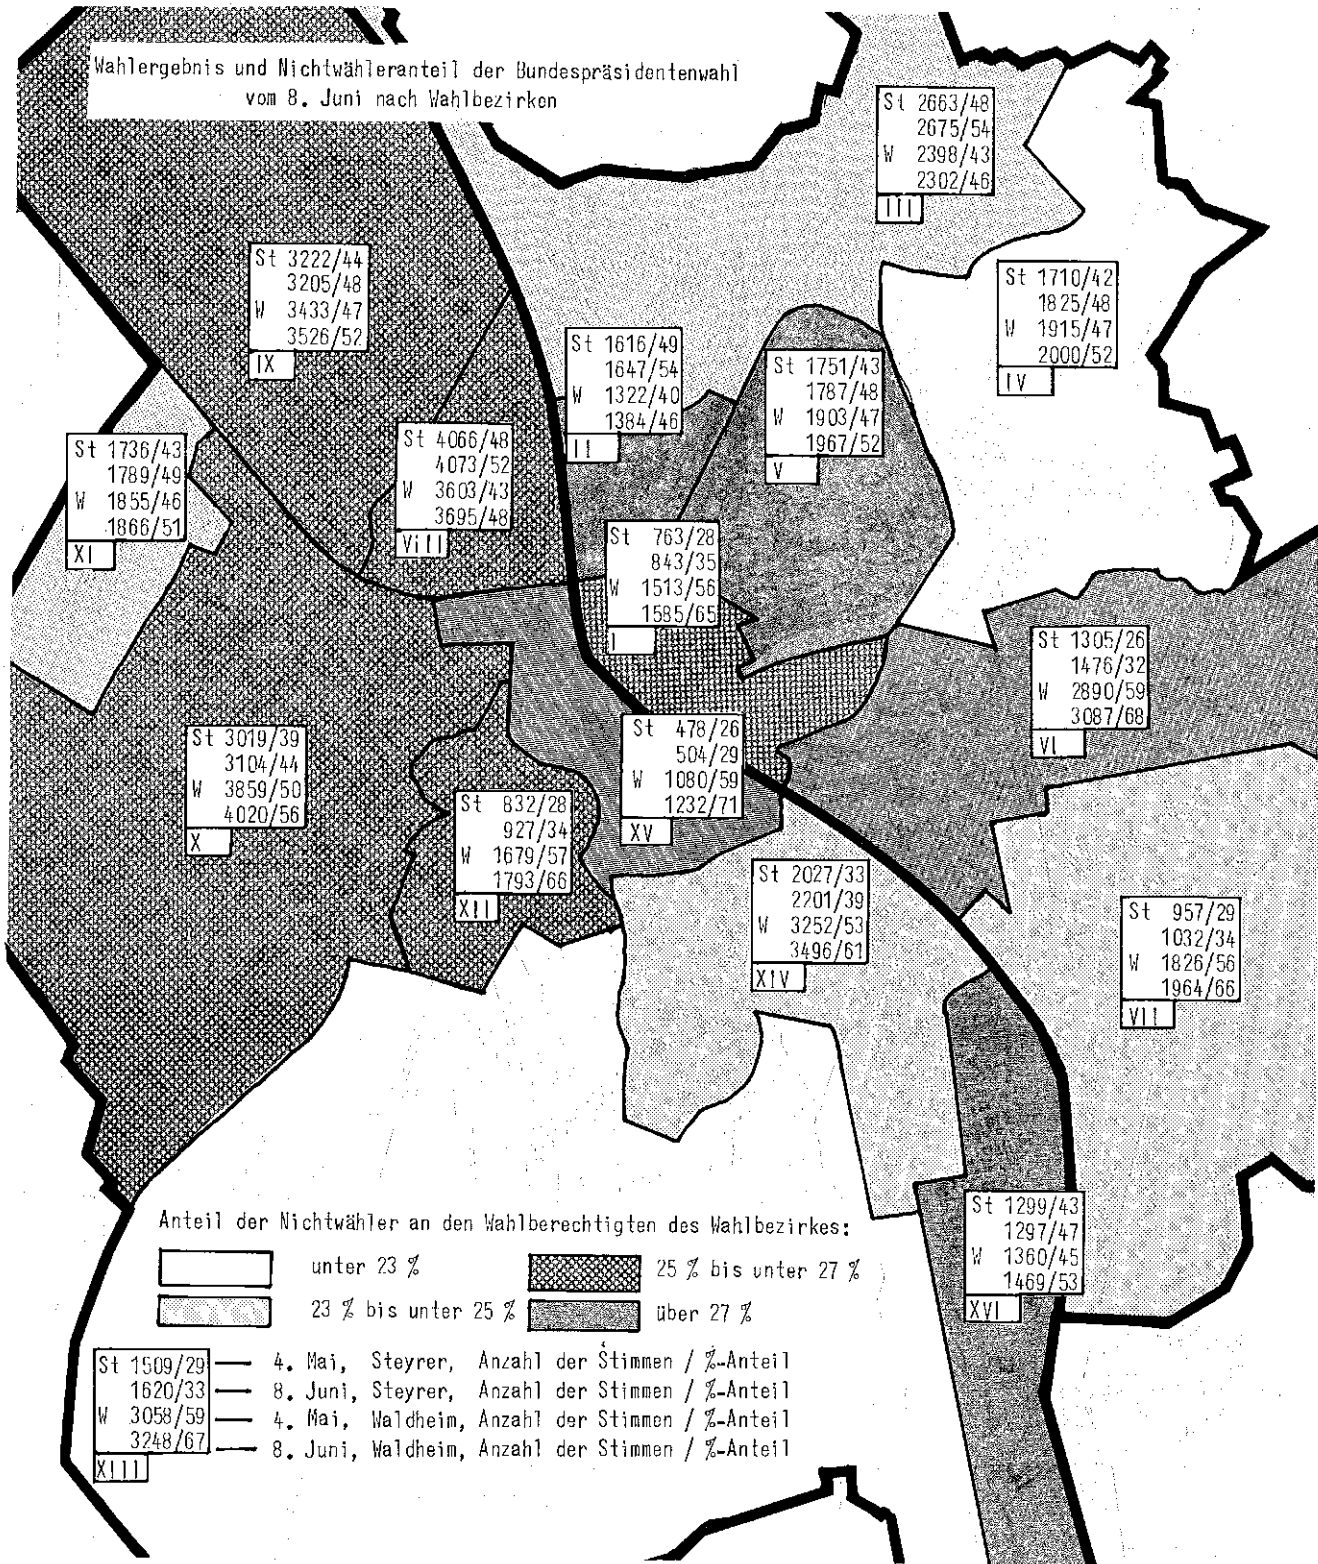 Wahlergebnis und Nichtwähleranteil der Bundespräsidentenwahl
vom 8. Juni nach Wahlbezirken
St 2663/48
2675/54
W 2398/43
2302/46
III
St 3222/44
3205/48
W 3433/47
3526/52
IX
St 1710/42
1825/48
W 1915/47
2000/52
IV
St 1616/49
1647/54
W 1322/40
1384/46
II
St 1751/43
1787/48
W 1903/47
1967/52
V
St 1736/43
1789/49
W 1855/46
1866/51
XI
St 4066/48
4073/52
W 3603/43
3695/48
VIII
St 763/28
843/35
W 1513/56
1585/65
I
St 1305/26
1476/32
W 2890/59
3087/68
VI
St 3019/39
3104/44
W 3859/50
4020/56
X
St 478/26
504/29
W 1080/59
1232/71
XV
St 832/28
927/34
W 1679/57
1793/66
XII
St 2027/33
2201/39
W 3252/53
3496/61
XIV
St 957/29
1032/34
W 1826/56
1964/66
VII
St 1299/43
1297/47
W 1360/45
1469/53
XVI
Anteil der Nichtwähler an den Wahlberechtigten des Wahlbezirkes:
unter 23 %
25 % bis unter 27 %
23 % bis unter 25 %
über 27 %
St 1509/29 4. Mai, Steyrer, Anzahl der Stimmen / %-Anteil
1620/33 8. Juni, Steyrer, Anzahl der Stimmen / %-Anteil
W 3058/59 4. Mai, Waldheim, Anzahl der Stimmen / %-Anteil
3248/67 8. Juni, Waldheim, Anzahl der Stimmen / %-Anteil
XIII